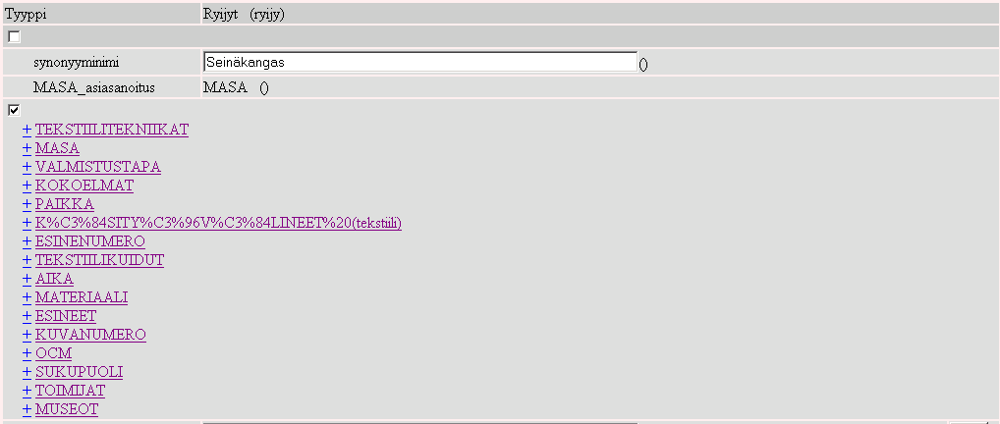 Tyyppi Ryijyt (ryijy)
synonyyminimi Seinäkangas ()
MASA_asiasanoitus MASA ()
+ TEKSTIILITEKNIIKAT
+ MASA
+ VALMISTUSTAPA
+ KOKOELMAT
+ PAIKKA
+ K%C3%84SITY%C3%96V%C3%84LINEET%20(tekstiili)
+ ESINENUMERO
+ TEKSTIILIKUIDUT
+ AIKA
+ MATERIAALI
+ ESINEET
+ KUVANUMERO
+ OCM
+ SUKUPUOLI
+ TOIMIJAT
+ MUSEOT